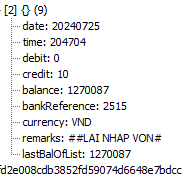 [2] {} (9)
date: 20240725
time: 204704
debit: 0
credit: 10
balance: 1270087
bankReference: 2515
currency: VND
remarks: ##LAI NHAP VON#
lastBalOfList: 1270087
fd2e008cdb3852fd59074d6648e7bdcc